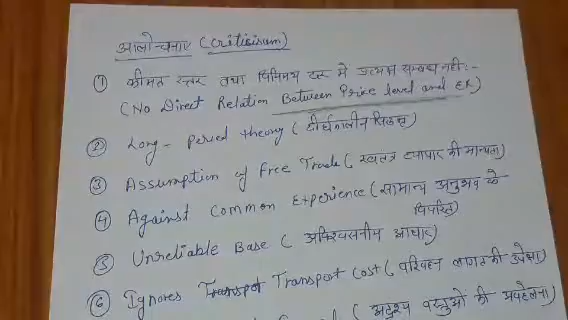 आलोचनाएं (Criticisum)
① कीमत स्तर तथा विनिमय दर में प्रत्यक्ष सम्बन्ध नहीं:-
(No Direct Relation Between Price level and ER)
② Long-Period theory (दीर्घकालीन सिद्धान्त)
③ Assumption of Free Trade (स्वतंत्र व्यापार की मान्यता)
④ Against Common Experience (सामान्य अनुभव के
विपरित)
⑤ Unreliable Base (अविश्वसनीय आधार)
⑥ Ignores Transport Cost (परिवहन लागत की उपेक्षा)
(अदृश्य वस्तुओं की अवहेलना)